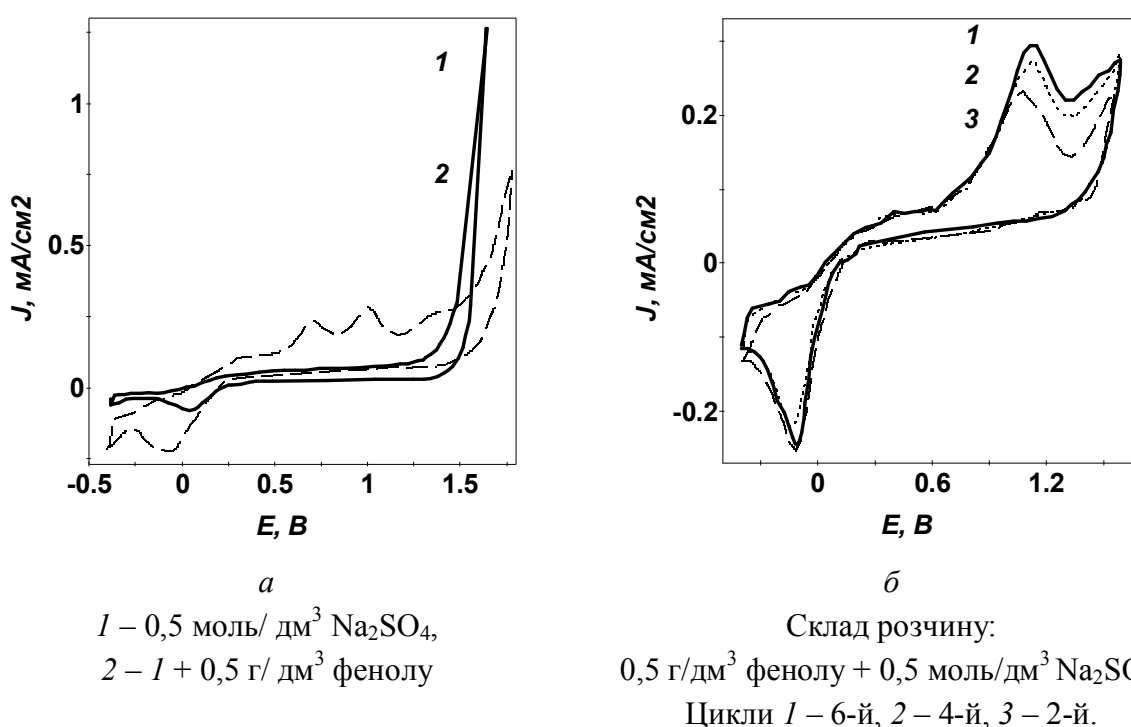 1
2
1
0.5
0
-0.5
0
0.5
1
1.5
J, мА/см2
E, В
а
1 – 0,5 моль/ дм³ Na₂SO₄,
2 – 1 + 0,5 г/ дм³ фенолу
1
2
3
0.2
0
-0.2
0
0.6
1.2
J, мА/см2
E, В
б
Склад розчину:
0,5 г/дм³ фенолу + 0,5 моль/дм³ Na₂SO
Цикли 1 – 6-й, 2 – 4-й, 3 – 2-й.